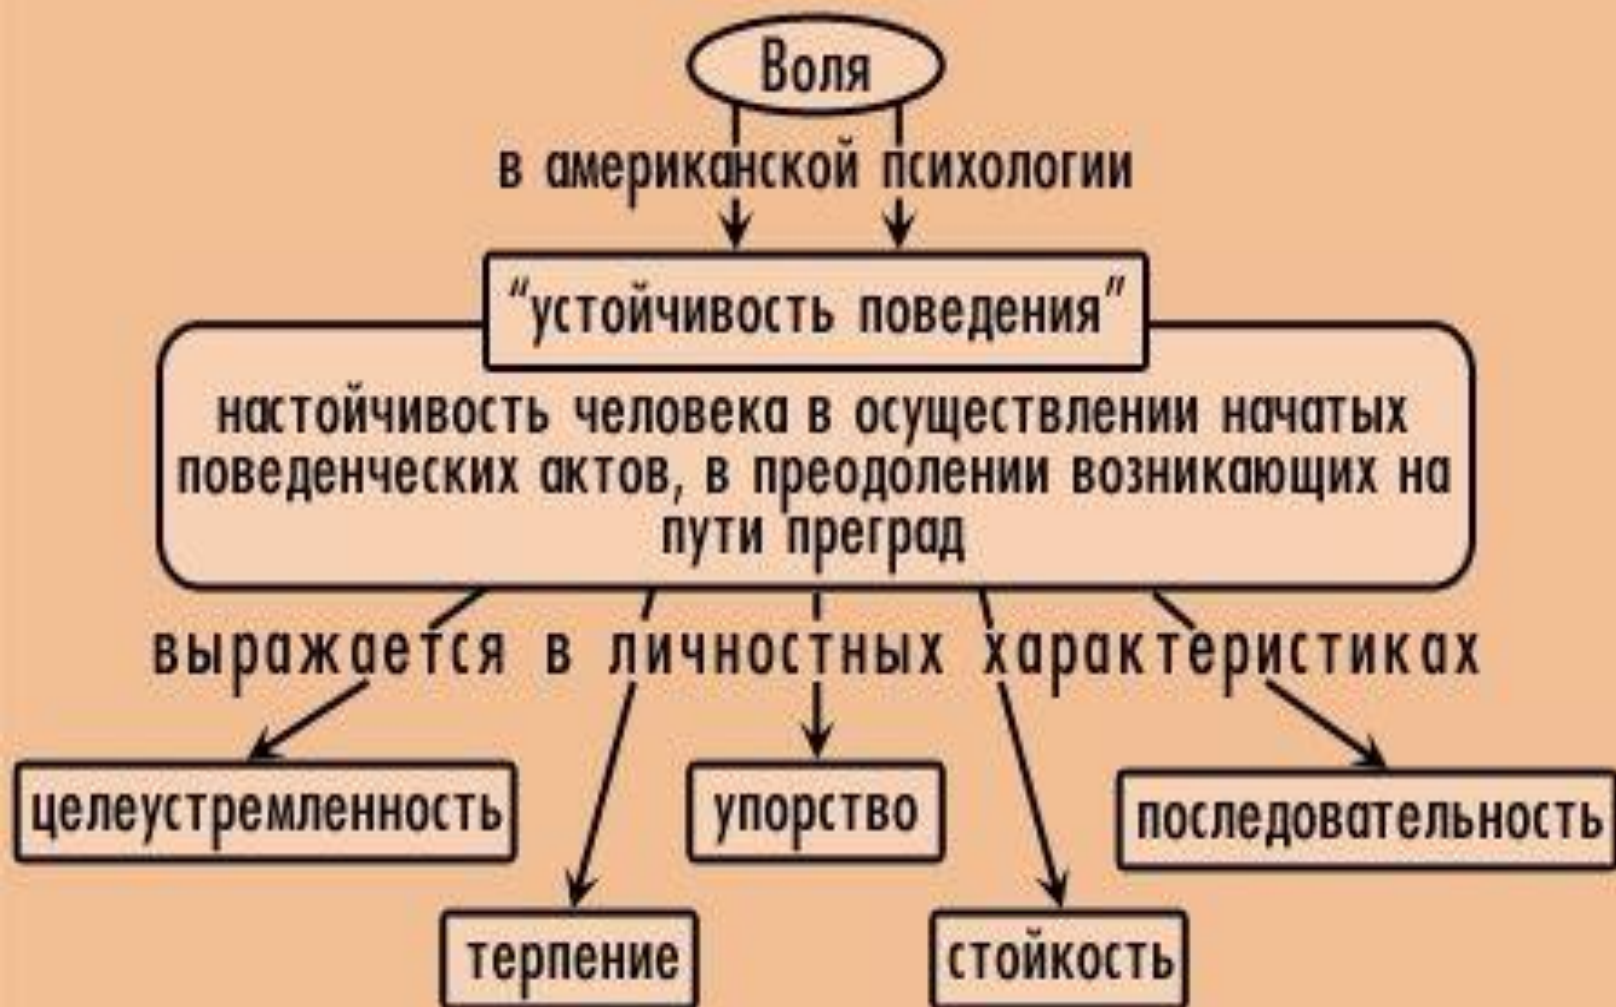 Воля
в американской психологии
“устойчивость поведения”
настойчивость человека в осуществлении начатых
поведенческих актов, в преодолении возникающих на
пути преград
выражается в личностных характеристиках
целеустремленность
упорство
последовательность
терпение
стойкость